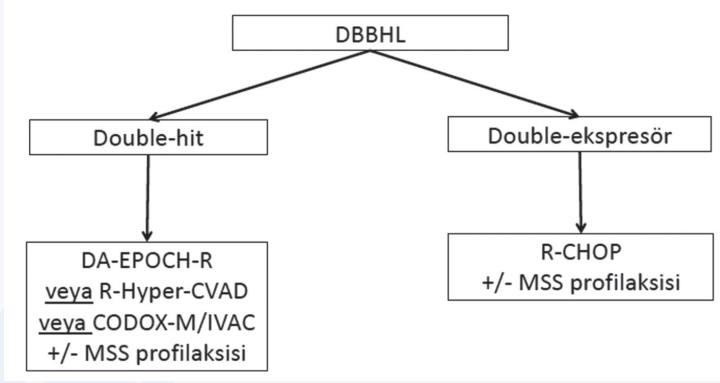 DBBHL
Double-hit
Double-ekspresör
DA-EPOCH-R
veya R-Hyper-CVAD
veya CODOX-M/IVAC
+/- MSS profilaksisi
R-CHOP
+/- MSS profilaksisi